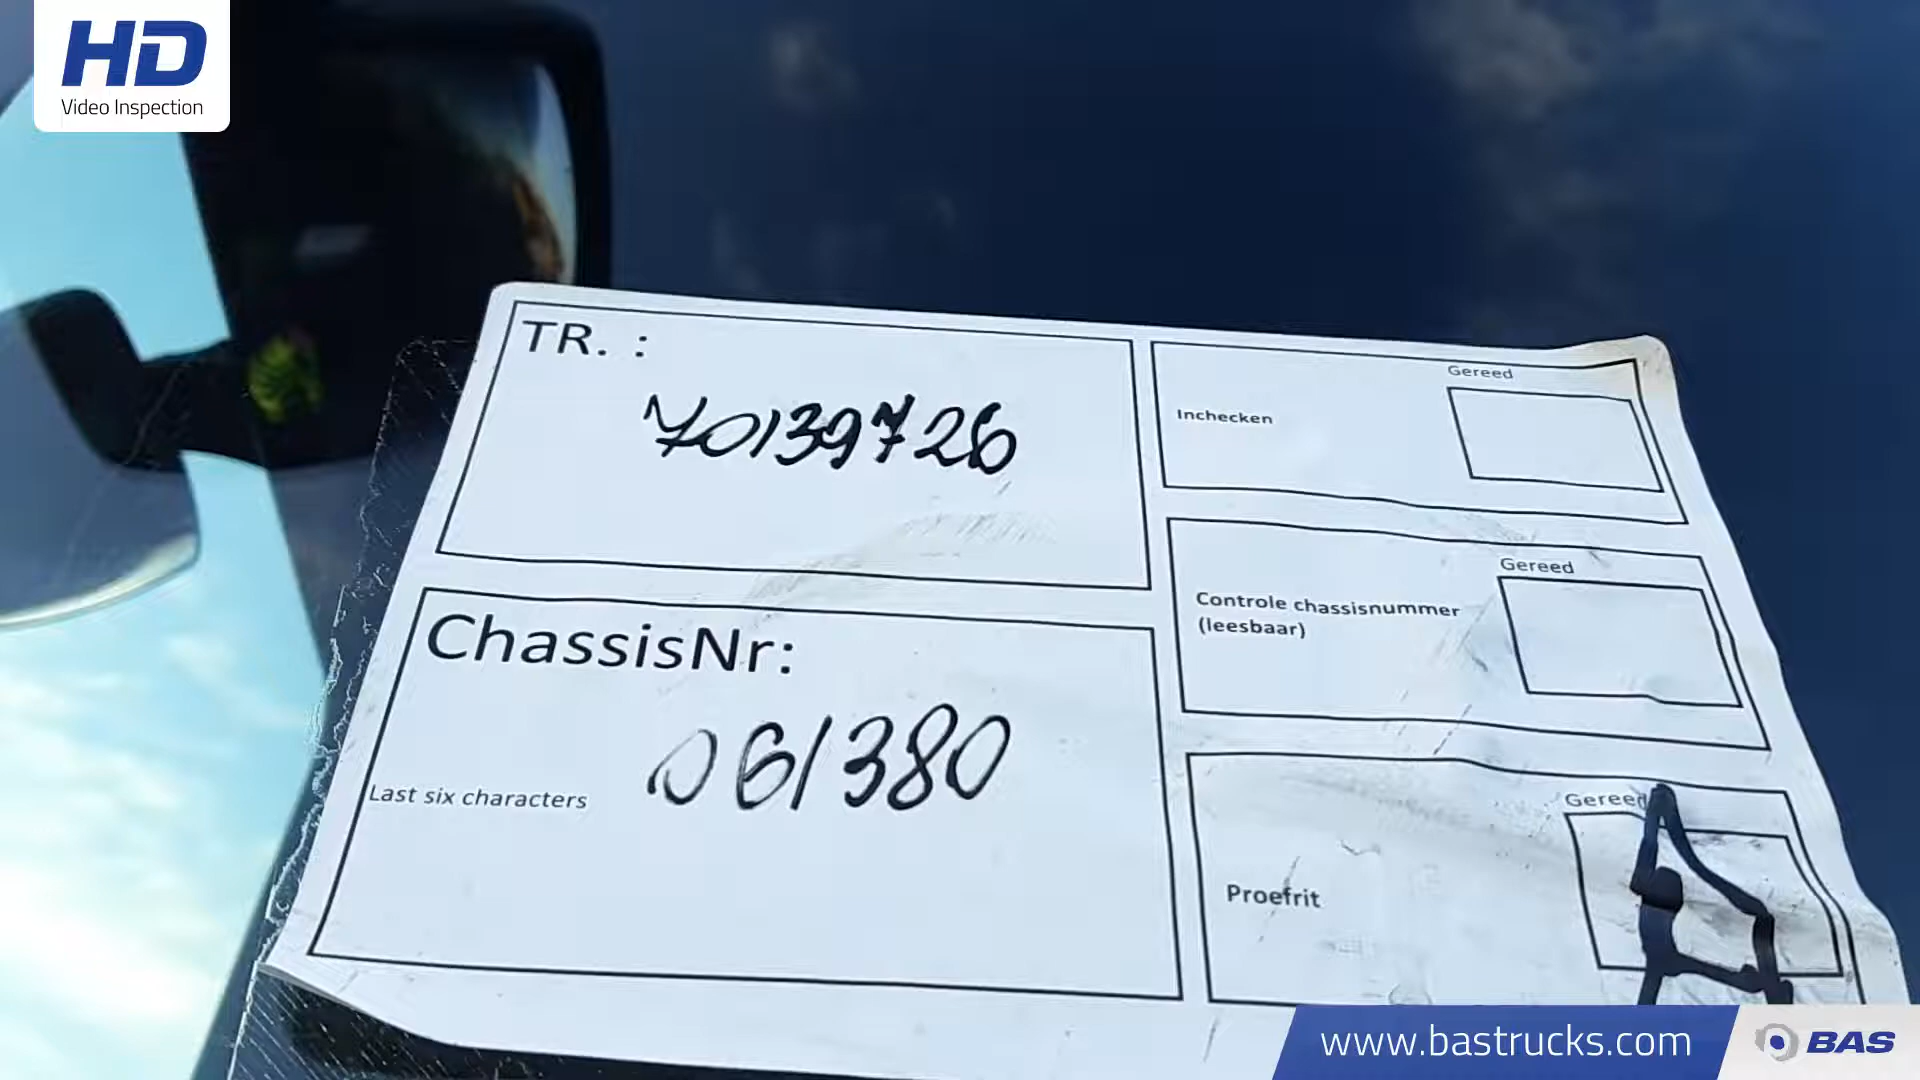 HD
Video Inspection
TR. :
70139726
Gereed
Inchecken
Gereed
Controle chassisnummer
(leesbaar)
ChassisNr:
061380
Last six characters
Gereed
Proefrit
www.bastrucks.com
BAS